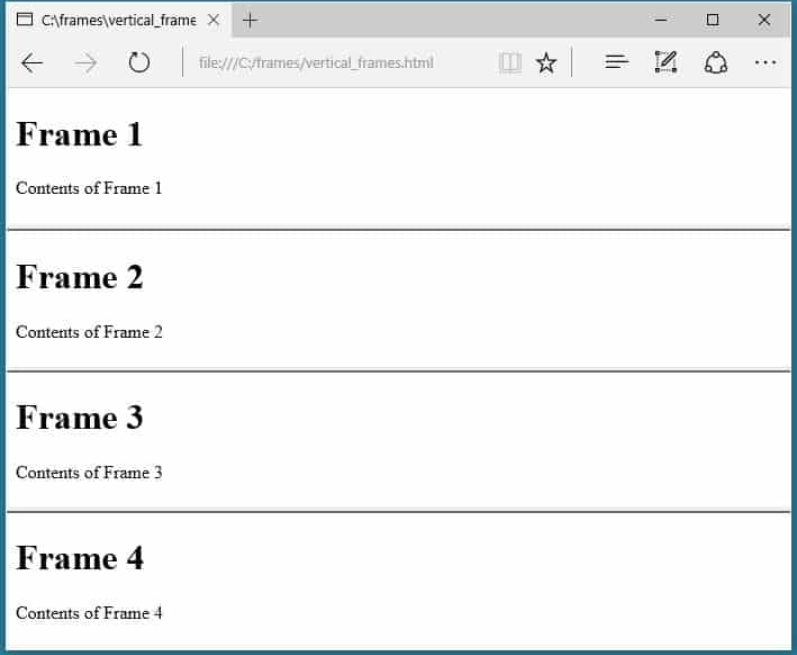 C:\frames\vertical_frame
file:///C:/frames/vertical_frames.html
Frame 1
Contents of Frame 1
Frame 2
Contents of Frame 2
Frame 3
Contents of Frame 3
Frame 4
Contents of Frame 4